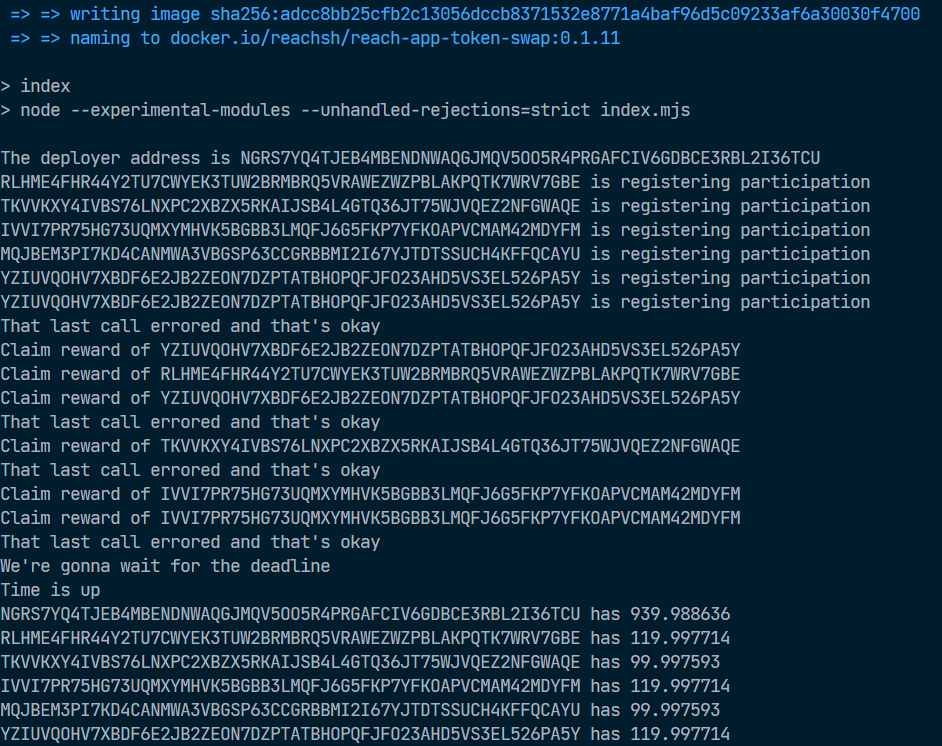 => => writing image sha256:adcc8bb25cfb2c13056dccb8371532e8771a4baf96d5c09233af6a30030f4700
=> => naming to docker.io/reachsh/reach-app-token-swap:0.1.11
> index
> node --experimental-modules --unhandled-rejections=strict index.mjs
The deployer address is NGRS7YQ4TJEB4MBENDNWAQGJMQV5OO5R4PRGAFCIV6GDBCE3RBL2I36TCU
RLHME4FHR44Y2TU7CWYEK3TUW2BRMBRQ5VRAWEZWZPBLAKPQTK7WRV7GBE is registering participation
TKVVKXY4IVBS76LNXPC2XBZX5RKAIJSB4L4GTQ36JT75WJVQEZ2NFGWAQE is registering participation
IVVI7PR75HG73UQMXYMHVK5BGBB3LMQFJ6G5FKP7YFKOAPVCMAM42MDYFM is registering participation
MQJBEM3PI7KD4CANMWA3VBGSP63CCGRBBMI2I67YJTDTSSUCH4KFFQCAYU is registering participation
YZIUVQOHV7XBDF6E2JB2ZEON7DZPTATBHOPQFJFO23AHD5VS3EL526PA5Y is registering participation
YZIUVQOHV7XBDF6E2JB2ZEON7DZPTATBHOPQFJFO23AHD5VS3EL526PA5Y is registering participation
That last call errored and that's okay
Claim reward of YZIUVQOHV7XBDF6E2JB2ZEON7DZPTATBHOPQFJFO23AHD5VS3EL526PA5Y
Claim reward of RLHME4FHR44Y2TU7CWYEK3TUW2BRMBRQ5VRAWEZWZPBLAKPQTK7WRV7GBE
Claim reward of YZIUVQOHV7XBDF6E2JB2ZEON7DZPTATBHOPQFJFO23AHD5VS3EL526PA5Y
That last call errored and that's okay
Claim reward of TKVVKXY4IVBS76LNXPC2XBZX5RKAIJSB4L4GTQ36JT75WJVQEZ2NFGWAQE
That last call errored and that's okay
Claim reward of IVVI7PR75HG73UQMXYMHVK5BGBB3LMQFJ6G5FKP7YFKOAPVCMAM42MDYFM
Claim reward of IVVI7PR75HG73UQMXYMHVK5BGBB3LMQFJ6G5FKP7YFKOAPVCMAM42MDYFM
That last call errored and that's okay
We're gonna wait for the deadline
Time is up
NGRS7YQ4TJEB4MBENDNWAQGJMQV5OO5R4PRGAFCIV6GDBCE3RBL2I36TCU has 939.988636
RLHME4FHR44Y2TU7CWYEK3TUW2BRMBRQ5VRAWEZWZPBLAKPQTK7WRV7GBE has 119.997714
TKVVKXY4IVBS76LNXPC2XBZX5RKAIJSB4L4GTQ36JT75WJVQEZ2NFGWAQE has 99.997593
IVVI7PR75HG73UQMXYMHVK5BGBB3LMQFJ6G5FKP7YFKOAPVCMAM42MDYFM has 119.997714
MQJBEM3PI7KD4CANMWA3VBGSP63CCGRBBMI2I67YJTDTSSUCH4KFFQCAYU has 99.997593
YZIUVQOHV7XBDF6E2JB2ZEON7DZPTATBHOPQFJFO23AHD5VS3EL526PA5Y has 119.997714